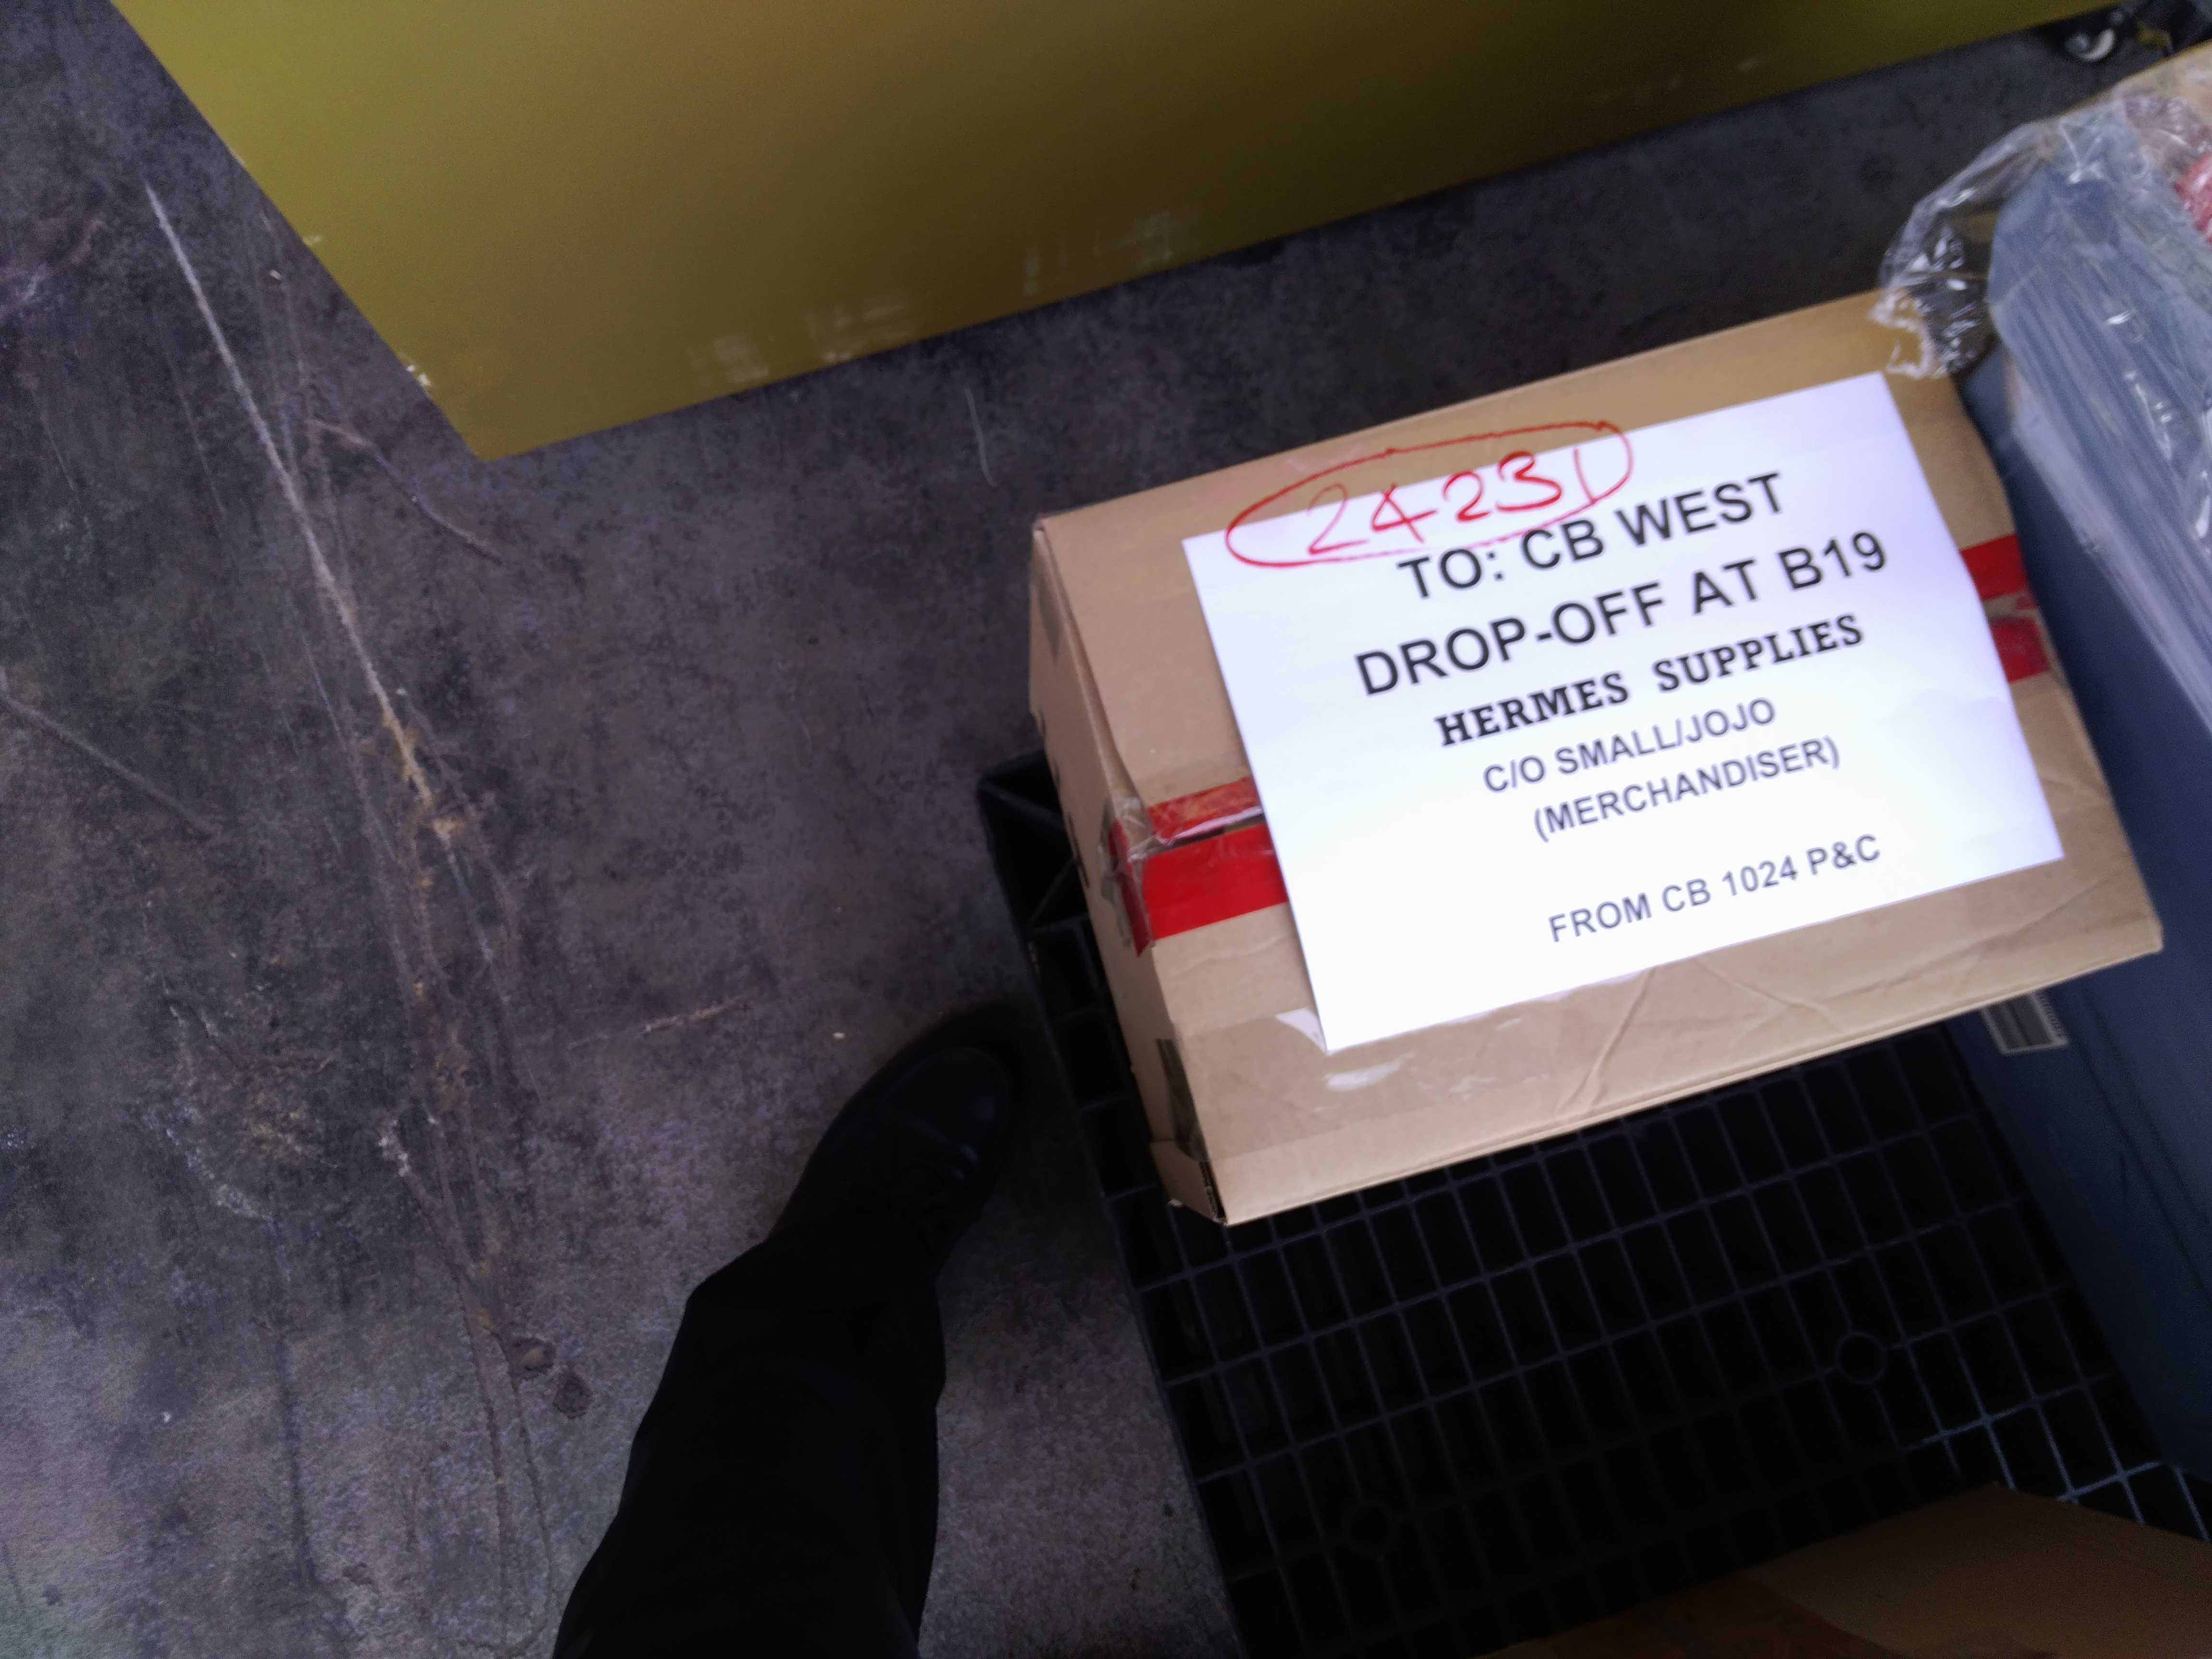 24231
TO: CB WEST
DROP-OFF AT B19
HERMES SUPPLIES
C/O SMALL/JOJO
(MERCHANDISER)
FROM CB 1024 P&C